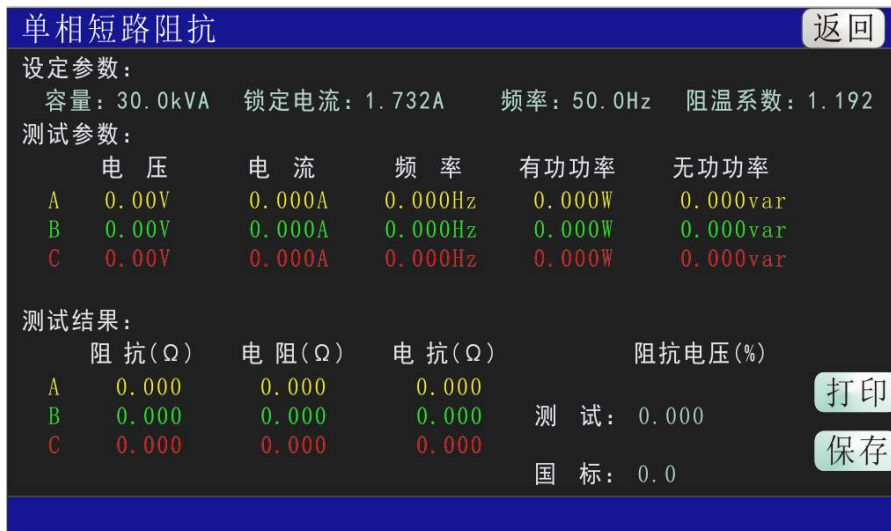 单相短路阻抗 返回
设定参数:
容量: 30.0kVA 锁定电流: 1.732A 频率: 50.0Hz 阻温系数: 1.192
测试参数:
电 压 电 流 频 率 有功功率 无功功率
A 0.00V 0.000A 0.000Hz 0.000W 0.000var
B 0.00V 0.000A 0.000Hz 0.000W 0.000var
C 0.00V 0.000A 0.000Hz 0.000W 0.000var
测试结果:
阻 抗(Ω) 电 阻(Ω) 电 抗(Ω) 阻抗电压(%)
A 0.000 0.000 0.000 打印
B 0.000 0.000 0.000 测 试: 0.000
C 0.000 0.000 0.000 保存
国 标: 0.0